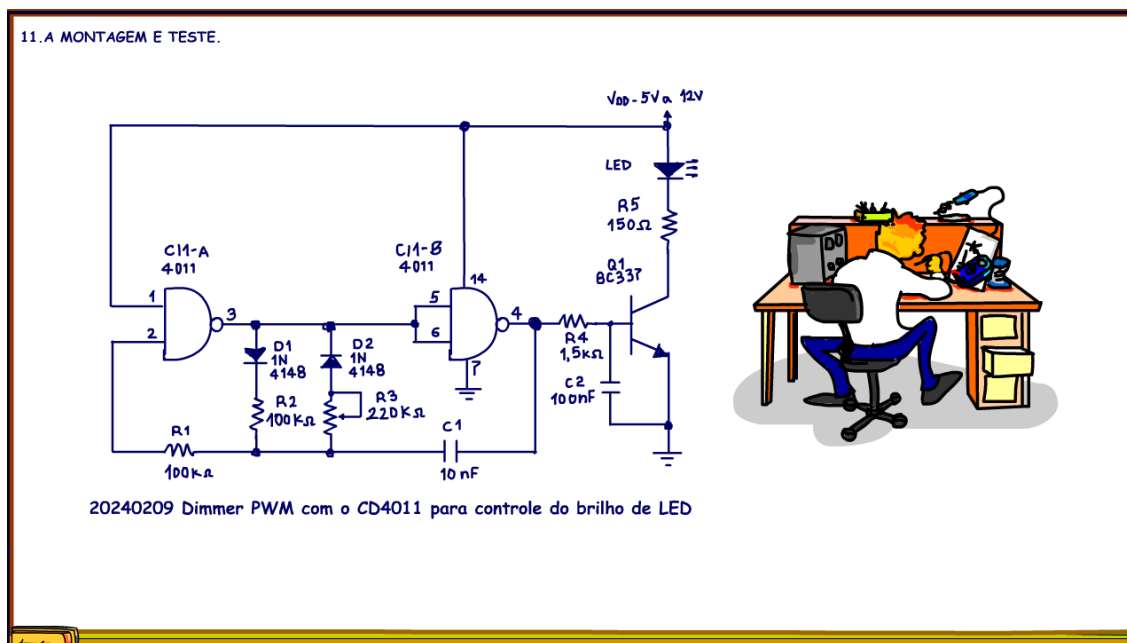 11.A MONTAGEM E TESTE.
VDD - 5V a 12V
LED
R5
150Ω
CI1-A
4011
CI1-B
4011
Q1
BC337
14
1
2
3
5
6
4
7
R4
1,5KΩ
D1
1N
4148
D2
1N
4148
R2
100KΩ
R3
220KΩ
C2
100nF
R1
100KΩ
C1
10nF
20240209 Dimmer PWM com o CD4011 para controle do brilho de LED